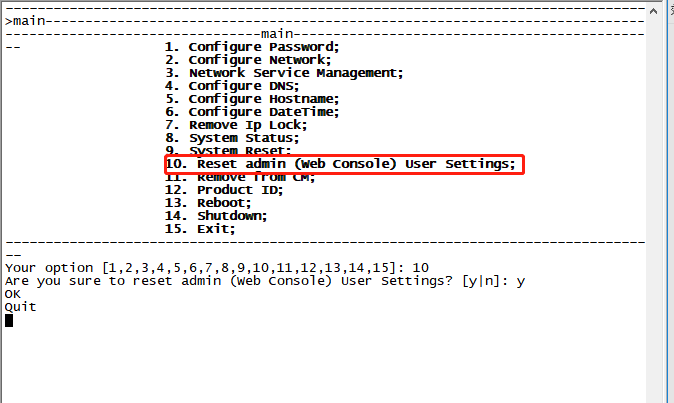 --------------------------------------------------------------------------------
>main---------------------------------------------------------------------------
--------------------------------main--------------------------------------------
--                  1. Configure Password;
2. Configure Network;
3. Network Service Management;
4. Configure DNS;
5. Configure Hostname;
6. Configure DateTime;
7. Remove Ip Lock;
8. System Status;
9. System Reset;
10. Reset admin (Web Console) User Settings;
11. Remove from CM;
12. Product ID;
13. Reboot;
14. Shutdown;
15. Exit;
--------------------------------------------------------------------------------
--
Your option [1,2,3,4,5,6,7,8,9,10,11,12,13,14,15]: 10
Are you sure to reset admin (Web Console) User Settings? [y|n]: y
OK
Quit